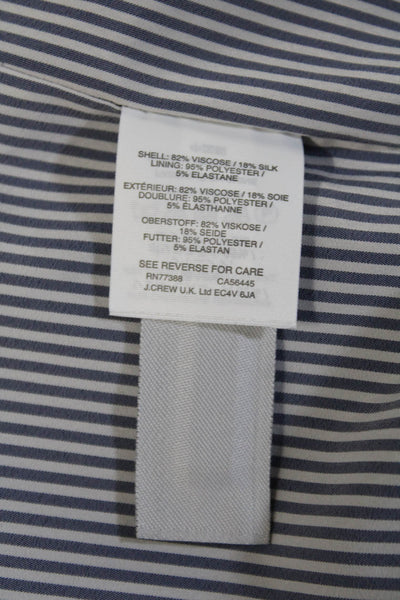 SHELL: 82% VISCOSE / 18% SILK
LINING: 95% POLYESTER /
5% ELASTANE
EXTÉRIEUR: 82% VISCOSE / 18% SOIE
DOUBLURE: 95% POLYESTER /
5% ÉLASTHANNE
OBERSTOFF: 82% VISKOSE /
18% SEIDE
FUTTER: 95% POLYESTER /
5% ELASTAN
SEE REVERSE FOR CARE
RN77388 CA56445
J.CREW U.K. Ltd EC4V 6JA